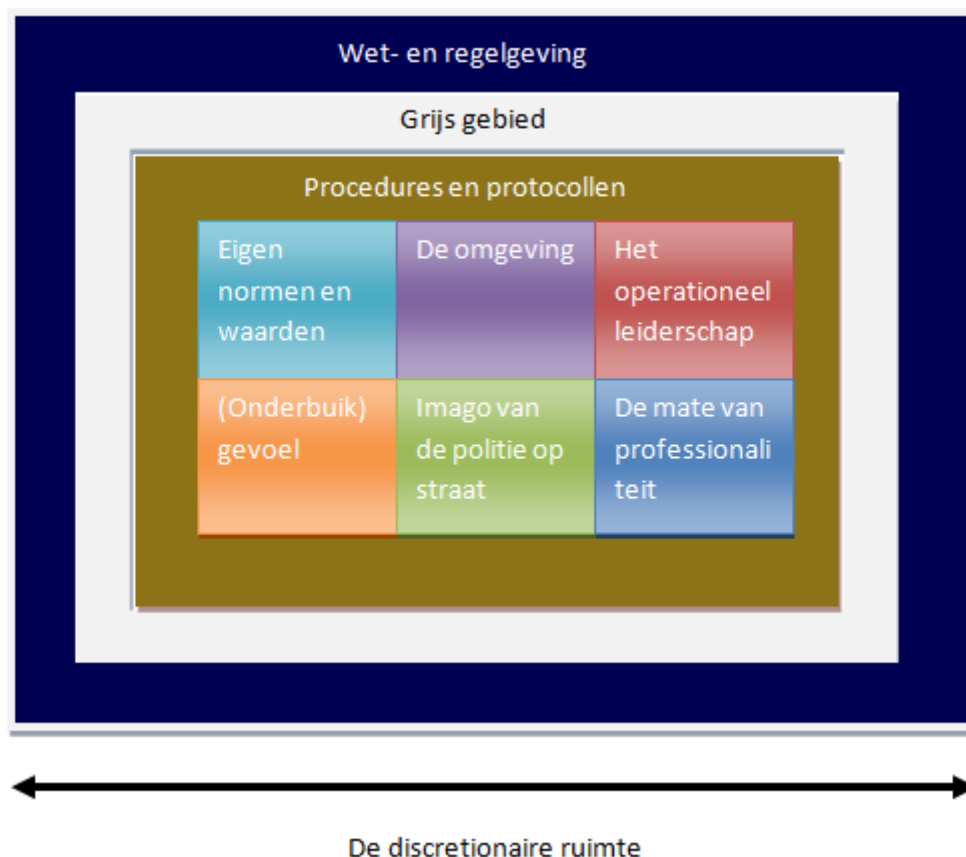 Wet- en regelgeving
Grijs gebied
Procedures en protocollen
Eigen
normen en
waarden
De omgeving
Het
operationeel
leiderschap
(Onderbuik)
gevoel
Imago van
de politie op
straat
De mate van
professionali
teit
De discretionaire ruimte